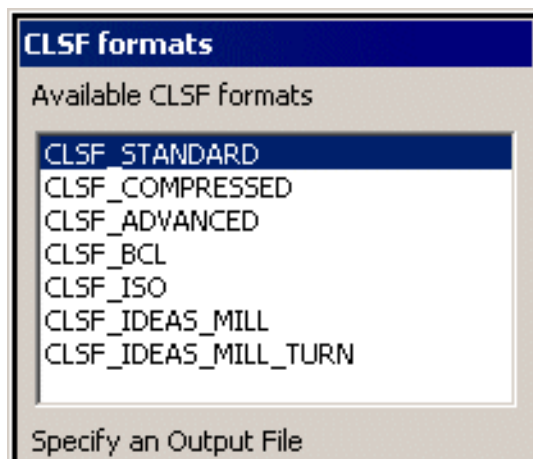 CLSF formats
Available CLSF formats
CLSF_STANDARD
CLSF_COMPRESSED
CLSF_ADVANCED
CLSF_BCL
CLSF_ISO
CLSF_IDEAS_MILL
CLSF_IDEAS_MILL_TURN
Specify an Output File